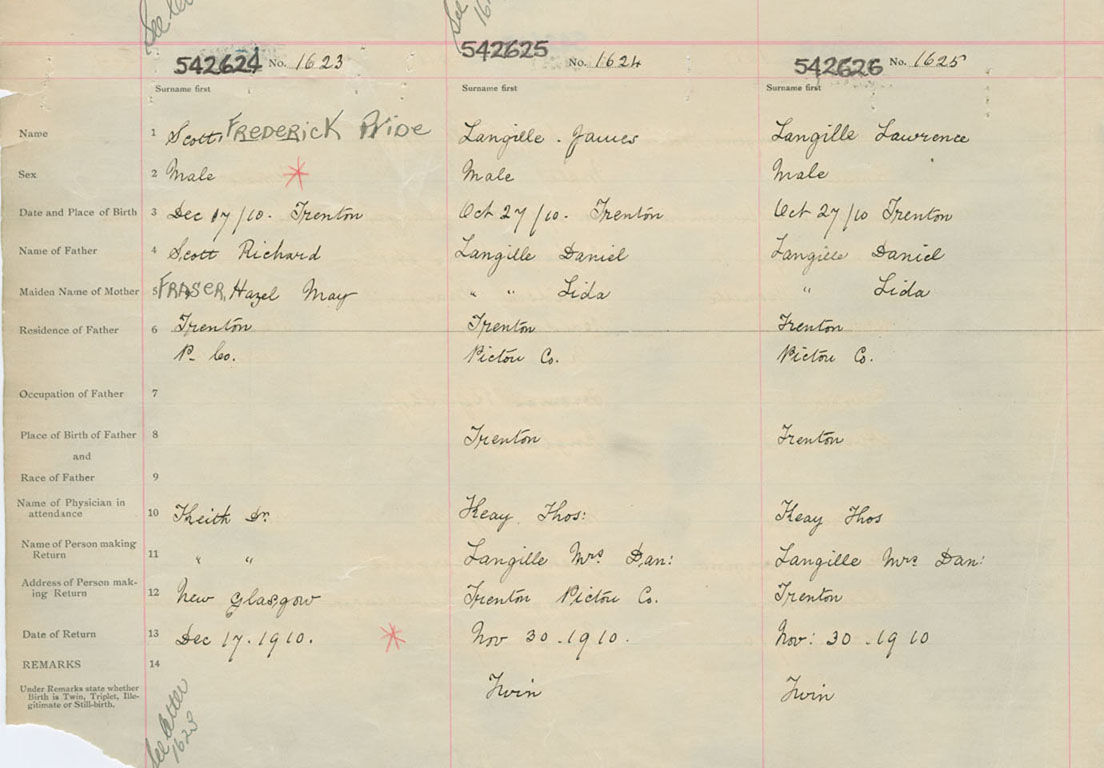 See
See
16
542624 No. 1623
542625 No. 1624
542626 No. 1625
Surname first Surname first Surname first
Name 1 Scott FREDERICK PRIDE Langille . James Langille Lawrence
Sex 2 Male Male Male
Date and Place of Birth 3 Dec 17/10. Trenton Oct 27/10. Trenton Oct 27/10 Trenton
Name of Father 4 Scott Richard Langille Daniel Langille Daniel
Maiden Name of Mother 5 FRASER, Hazel May " " Lida " Lida
Residence of Father 6 Trenton Trenton Trenton
P. Co. Pictou Co. Pictou Co.
Occupation of Father 7
Place of Birth of Father 8 Trenton Trenton
and
Race of Father 9
Name of Physician in
attendance 10 Keith Dr. Keay Thos: Keay Thos
Name of Person making
Return 11 " " Langille Mrs Dan: Langille Mrs Dan:
Address of Person mak-
ing Return 12 New Glasgow Trenton Pictou Co. Trenton
Date of Return 13 Dec 17. 1910. Nov 30 . 1910. Nov: 30 . 1910
REMARKS 14
Under Remarks state whether
Birth is Twin, Triplet, Ille-
gitimate or Still-birth. Twin Twin
See letter
1623